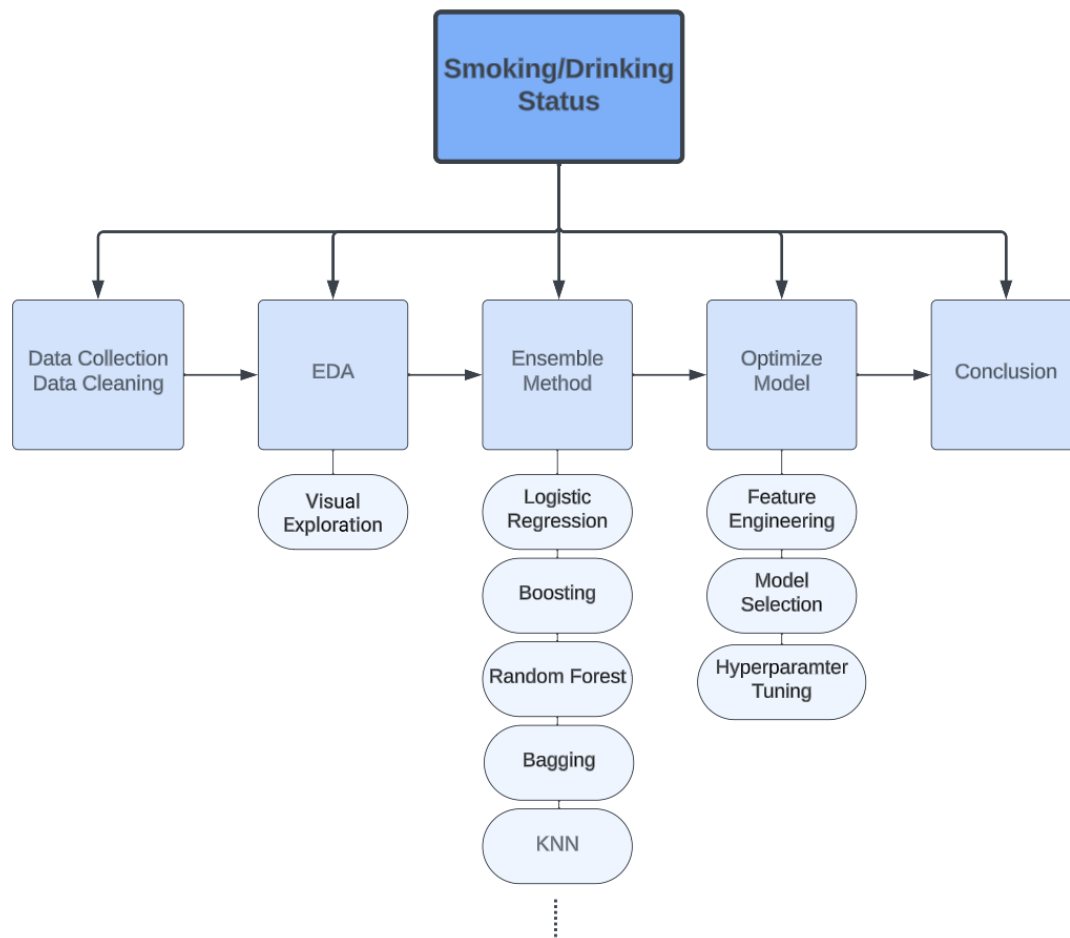 Smoking/Drinking
Status
Data Collection
Data Cleaning
EDA
Ensemble
Method
Optimize
Model
Conclusion
Visual
Exploration
Logistic
Regression
Boosting
Random Forest
Bagging
KNN
Feature
Engineering
Model
Selection
Hyperparamter
Tuning